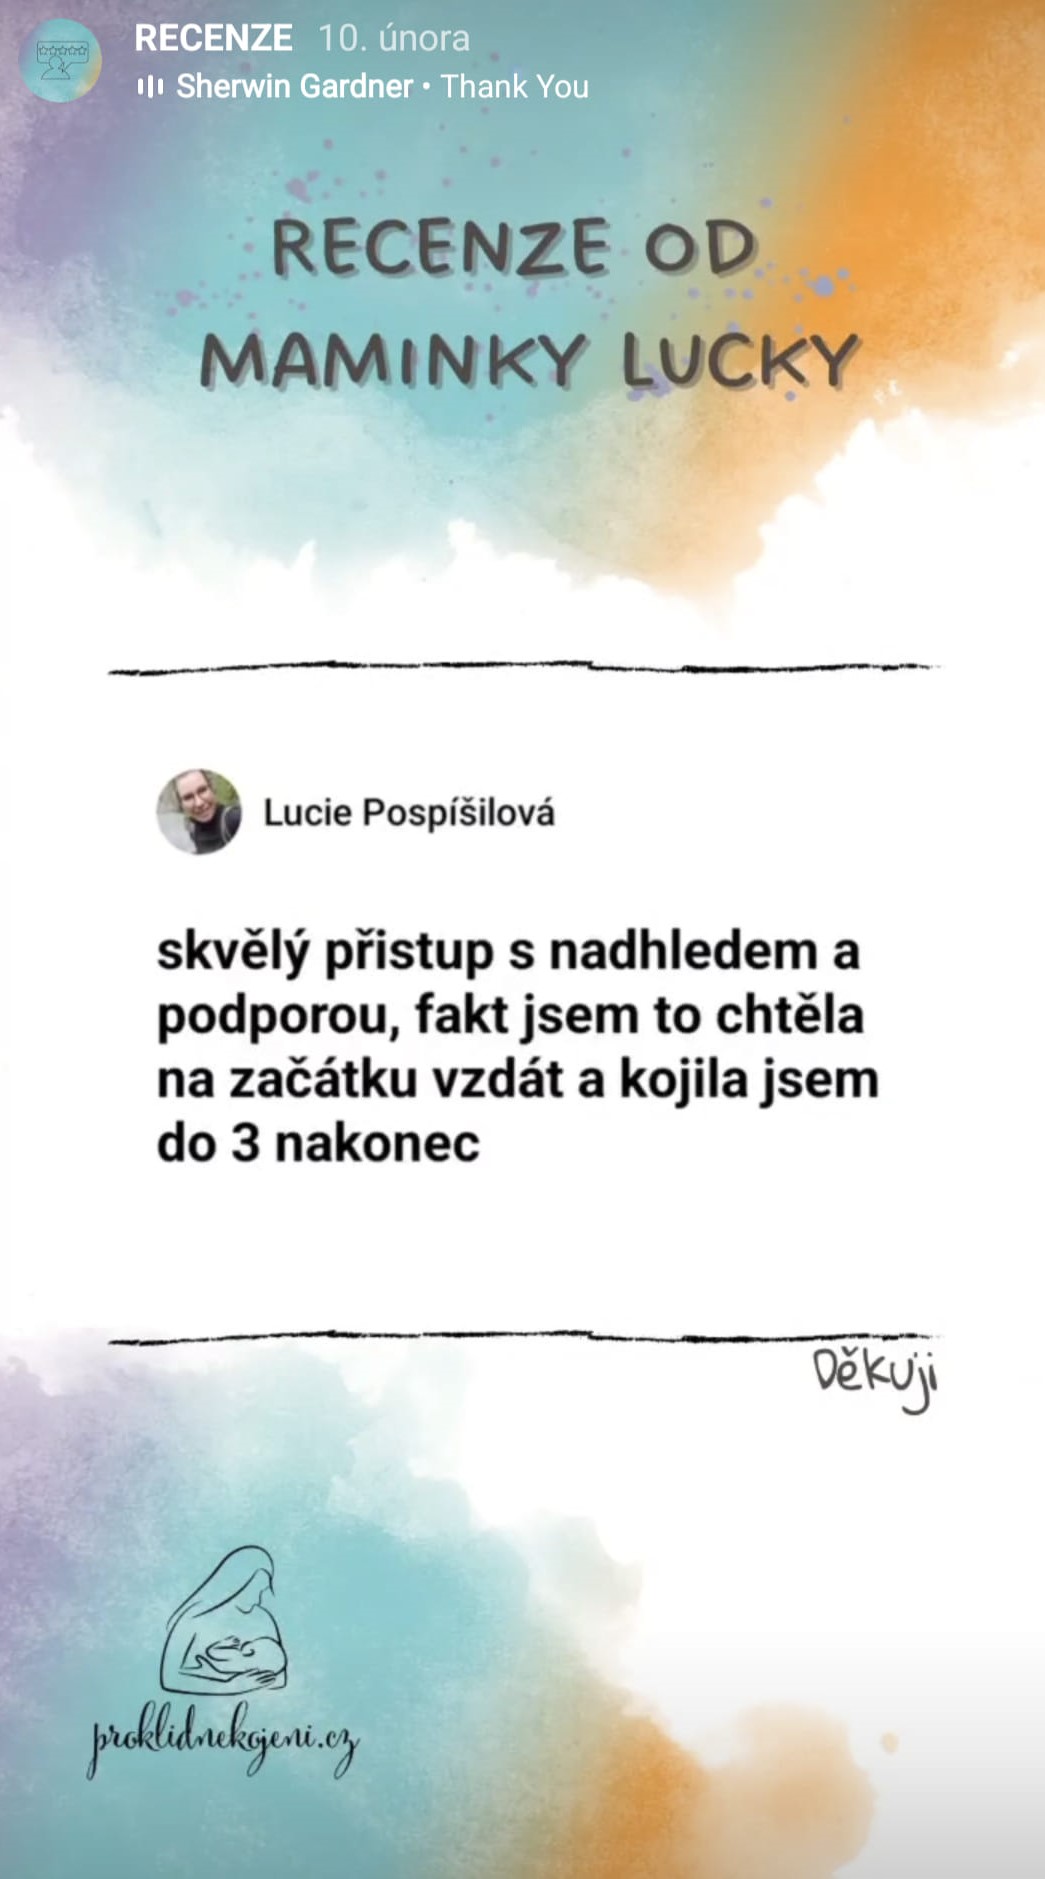 RECENZE 10. února
Sherwin Gardner • Thank You
RECENZE OD
MAMINKY LUCKY
Lucie Pospíšilová
skvělý přistup s nadhledem a
podporou, fakt jsem to chtěla
na začátku vzdát a kojila jsem
do 3 nakonec
Děkuji
proklidnekojeni.cz